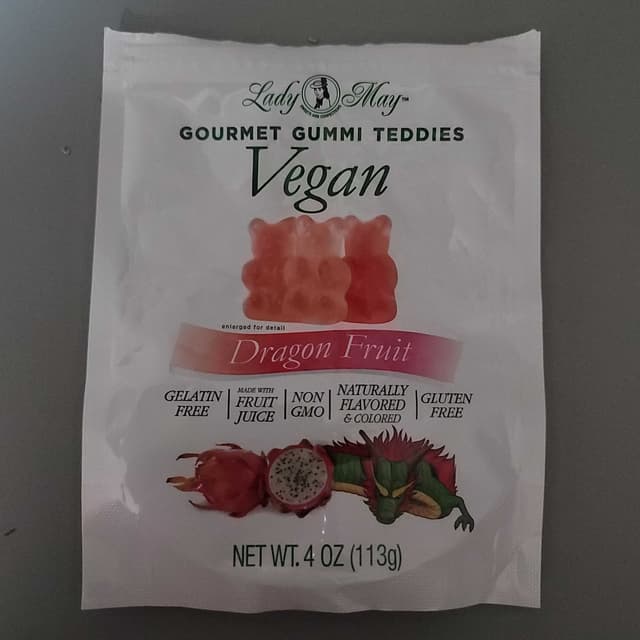 Lady May™
GOURMET GUMMI TEDDIES
Vegan
enlarged for detail
Dragon Fruit
GELATIN FREE
MADE WITH FRUIT JUICE
NON GMO
NATURALLY FLAVORED & COLORED
GLUTEN FREE
NET WT. 4 OZ (113g)